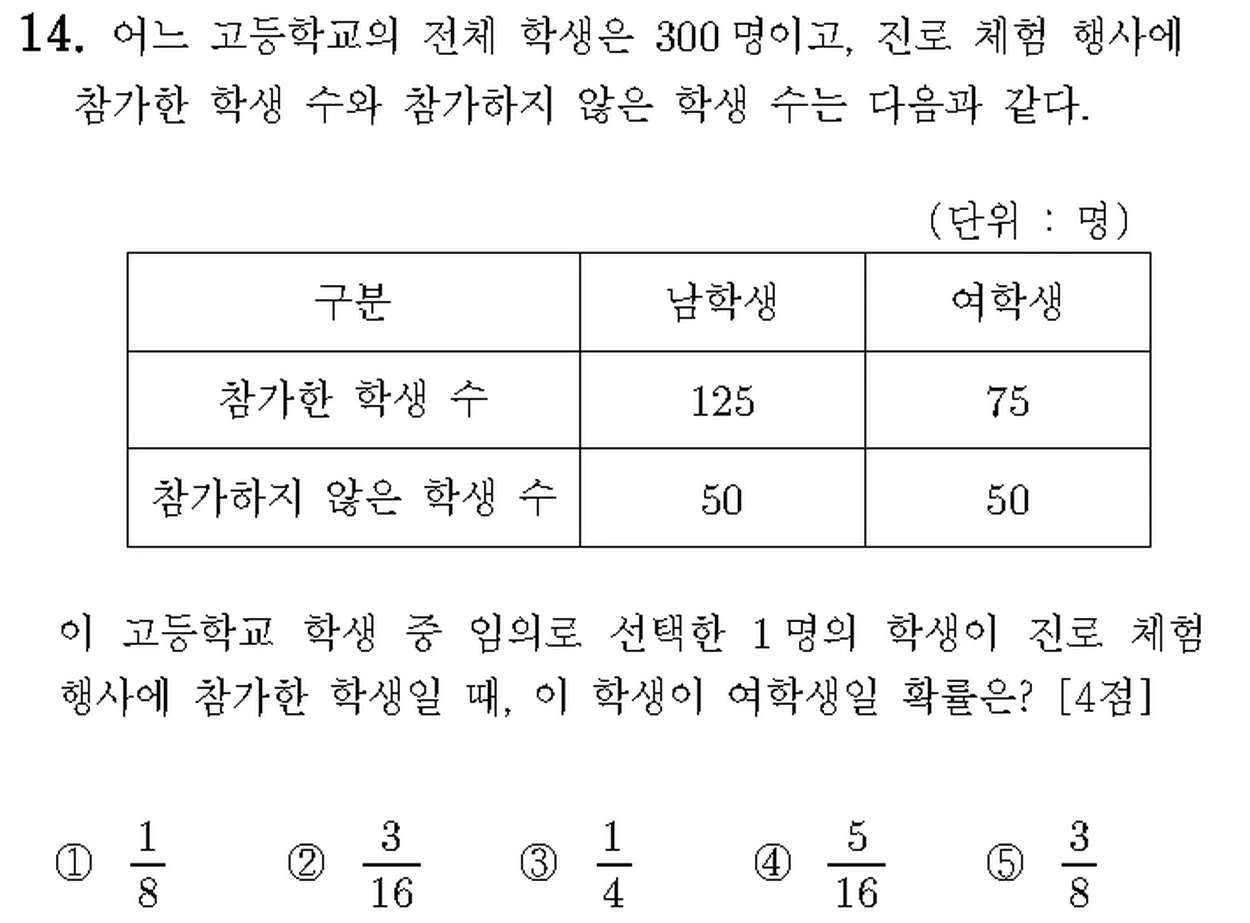 14. 어느 고등학교의 전체 학생은 300명이고, 진로 체험 행사에
참가한 학생 수와 참가하지 않은 학생 수는 다음과 같다.
(단위 : 명)
구분 남학생 여학생
참가한 학생 수 125 75
참가하지 않은 학생 수 50 50
이 고등학교 학생 중 임의로 선택한 1명의 학생이 진로 체험
행사에 참가한 학생일 때, 이 학생이 여학생일 확률은? [4점]
① 1/8 ② 3/16 ③ 1/4 ④ 5/16 ⑤ 3/8